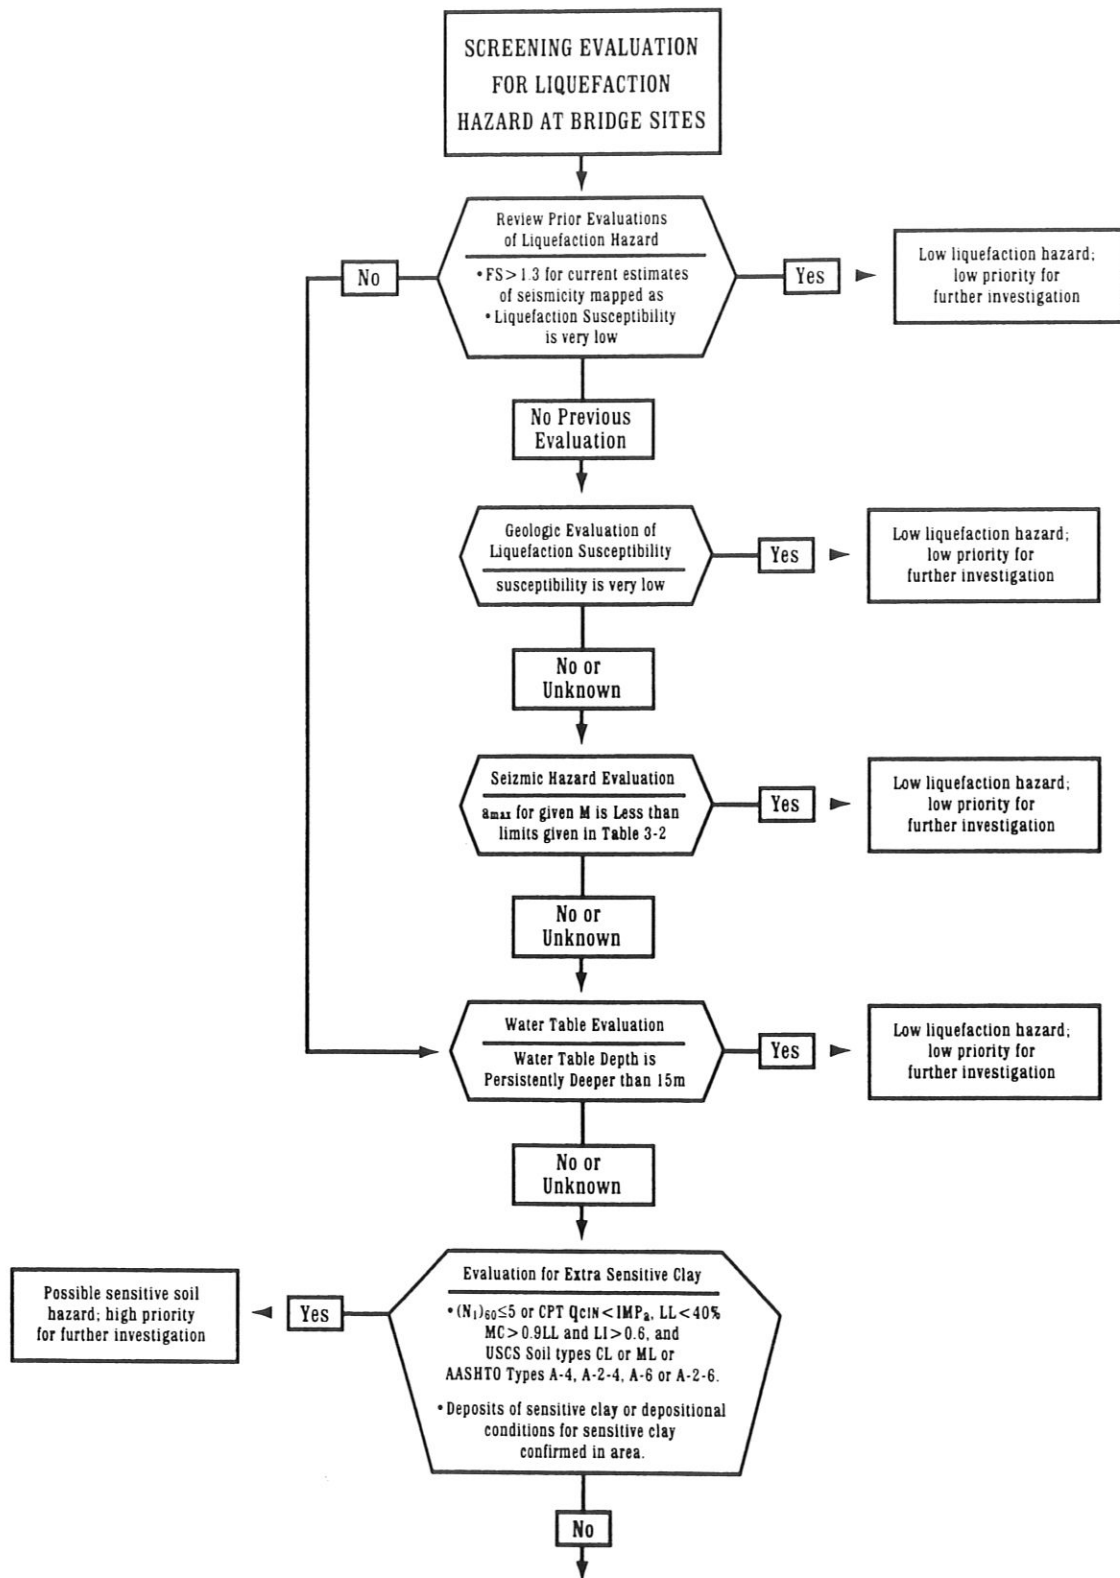 SCREENING EVALUATION
FOR LIQUEFACTION
HAZARD AT BRIDGE SITES
Review Prior Evaluations
of Liquefaction Hazard
• FS > 1.3 for current estimates
of seismicity mapped as
• Liquefaction Susceptibility
is very low
No
Yes
Low liquefaction hazard;
low priority for
further investigation
No Previous
Evaluation
Geologic Evaluation of
Liquefaction Susceptibility
susceptibility is very low
Yes
Low liquefaction hazard;
low priority for
further investigation
No or
Unknown
Seizmic Hazard Evaluation
amax for given M is Less than
limits given in Table 3-2
Yes
Low liquefaction hazard;
low priority for
further investigation
No or
Unknown
Water Table Evaluation
Water Table Depth is
Persistently Deeper than 15m
Yes
Low liquefaction hazard;
low priority for
further investigation
No or
Unknown
Evaluation for Extra Sensitive Clay
• (N1)60≤5 or CPT qC1N<1MPa, LL<40%
MC>0.9LL and LI>0.6, and
USCS Soil types CL or ML or
AASHTO Types A-4, A-2-4, A-6 or A-2-6.
• Deposits of sensitive clay or depositional
conditions for sensitive clay
confirmed in area.
Yes
Possible sensitive soil
hazard; high priority
for further investigation
No